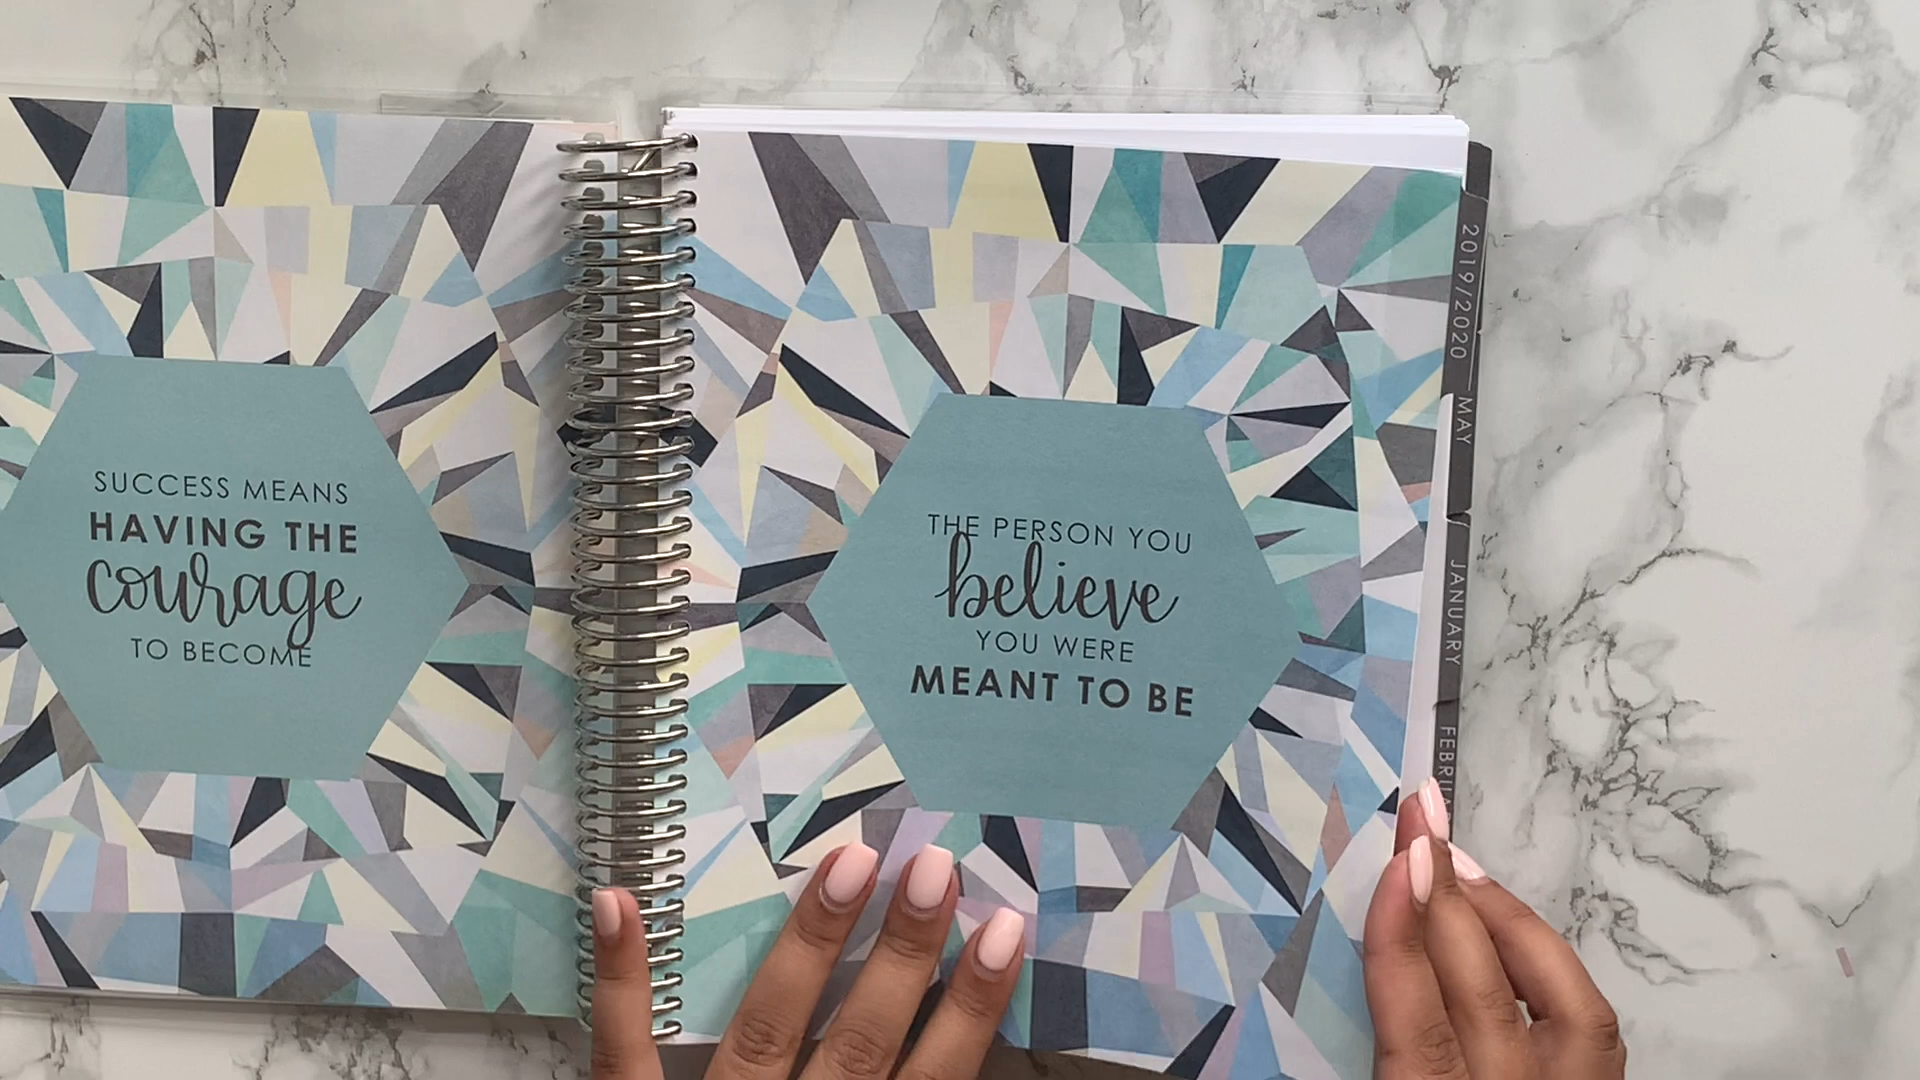 SUCCESS MEANS
HAVING THE
courage
TO BECOME
THE PERSON YOU
believe
YOU WERE
MEANT TO BE
2019/2020
MAY
JANUARY